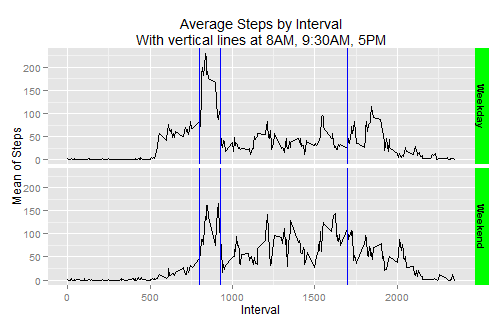 Average Steps by Interval
With vertical lines at 8AM, 9:30AM, 5PM
Mean of Steps
200
150
100
50
0
Weekday
200
150
100
50
0
Weekend
0 500 1000 1500 2000
Interval